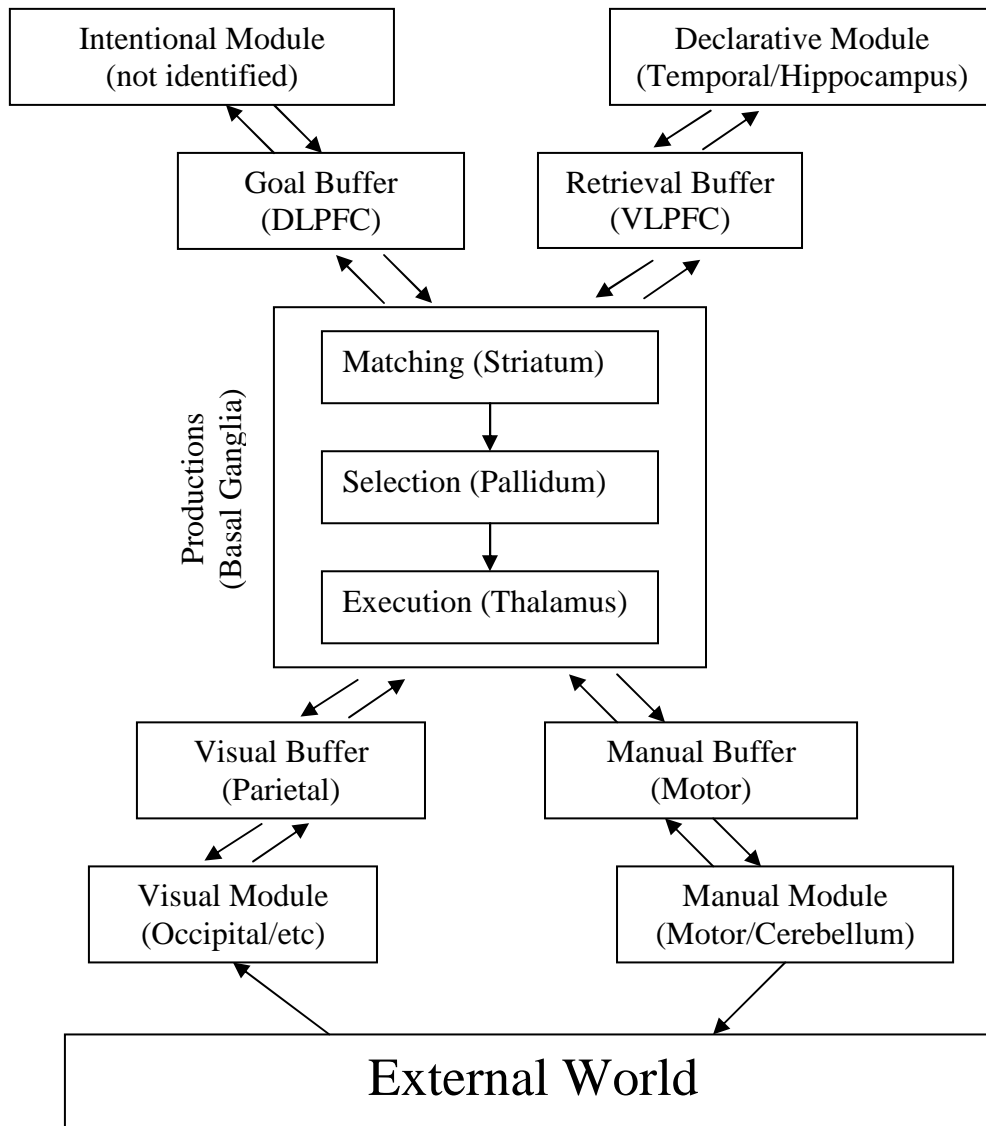 Intentional Module
(not identified)
Declarative Module
(Temporal/Hippocampus)
Goal Buffer
(DLPFC)
Retrieval Buffer
(VLPFC)
Productions
(Basal Ganglia)
Matching (Striatum)
Selection (Pallidum)
Execution (Thalamus)
Visual Buffer
(Parietal)
Manual Buffer
(Motor)
Visual Module
(Occipital/etc)
Manual Module
(Motor/Cerebellum)
External World